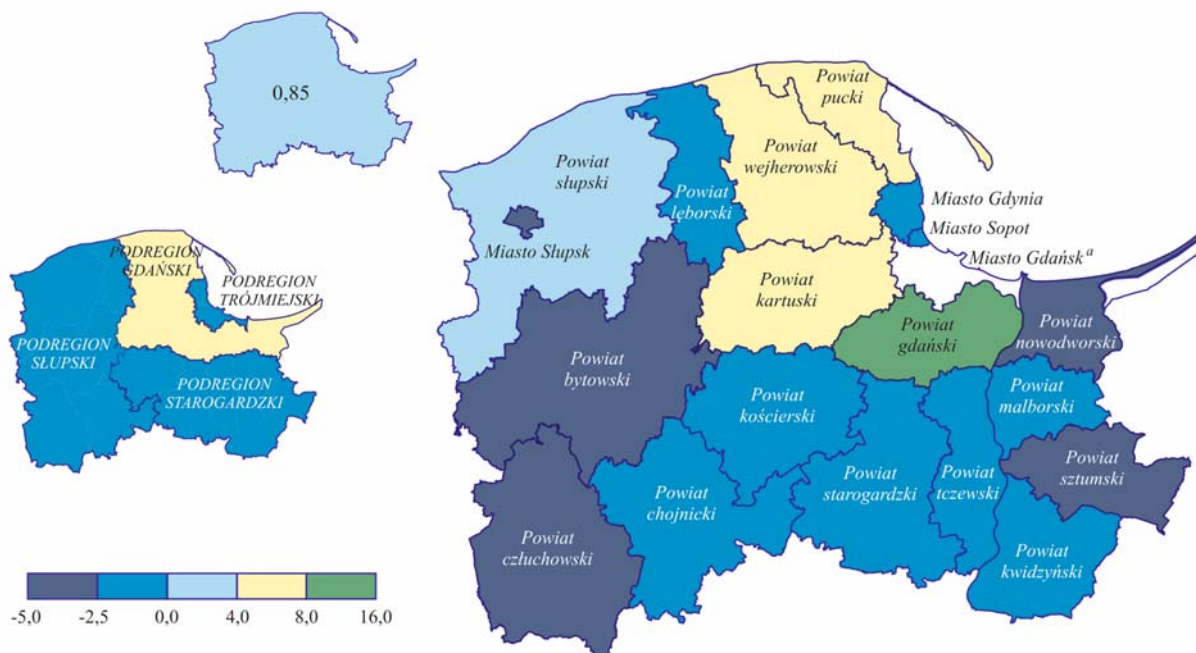 0,85
PODREGION
GDAŃSKI
PODREGION
TRÓJMIEJSKI
PODREGION
SŁUPSKI
PODREGION
STAROGARDZKI
-5,0 -2,5 0,0 4,0 8,0 16,0
Powiat
pucki
Powiat
wejherowski
Powiat
słupski
Powiat
lęborski
Miasto Gdynia
Miasto Sopot
Miasto Słupsk
Miasto Gdańsk a
Powiat
kartuski
Powiat
gdański
Powiat
nowodworski
Powiat
bytowski
Powiat
kościerski
Powiat
malborski
Powiat
sztumski
Powiat
starogardzki
Powiat
tczewski
Powiat
chojnicki
Powiat
człuchowski
Powiat
kwidzyński